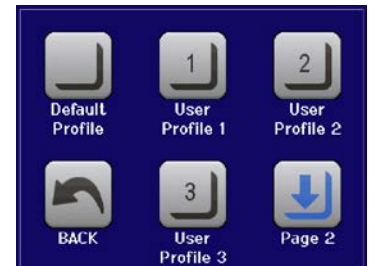 1
2
Default
Profile
User
Profile 1
User
Profile 2
3
BACK
User
Profile 3
Page 2